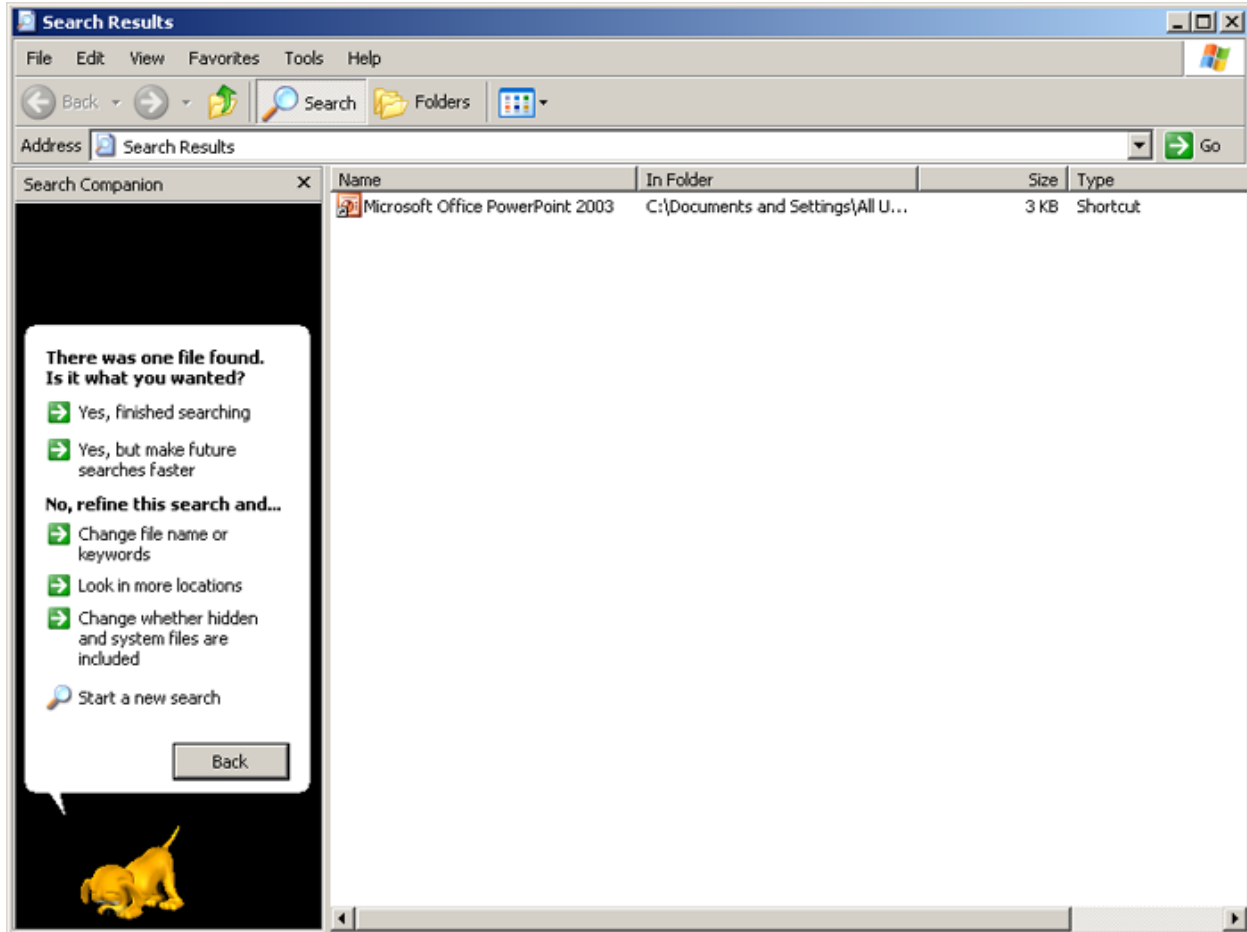 Search Results
File Edit View Favorites Tools Help
Back Search Folders
Address Search Results Go
Search Companion
Name In Folder Size Type
Microsoft Office PowerPoint 2003 C:\Documents and Settings\All U... 3 KB Shortcut
There was one file found.
Is it what you wanted?
Yes, finished searching
Yes, but make future
searches faster
No, refine this search and...
Change file name or
keywords
Look in more locations
Change whether hidden
and system files are
included
Start a new search
Back